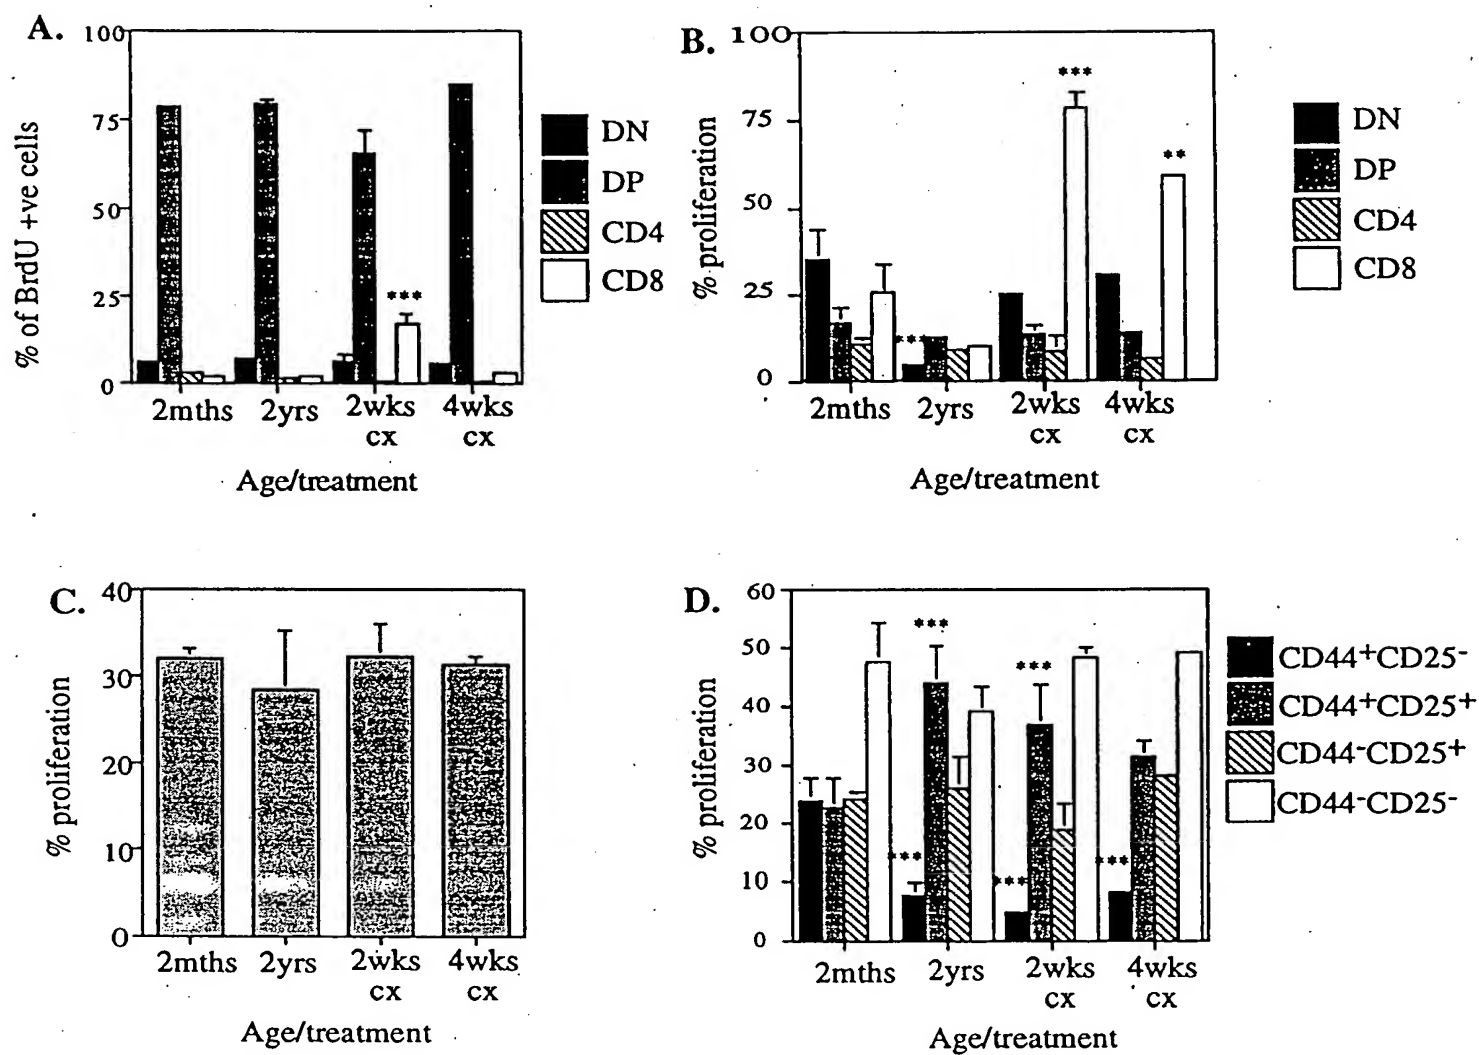 A.
100
75
50
25
0
% of BrdU +ve cells
2mths 2yrs 2wks 4wks
cx cx
Age/treatment
DN
DP
CD4
CD8
***
B.
100
75
50
25
0
% proliferation
2mths 2yrs 2wks 4wks
cx cx
Age/treatment
DN
DP
CD4
CD8
***
***
**
C.
40
30
20
10
0
% proliferation
2mths 2yrs 2wks 4wks
cx cx
Age/treatment
D.
60
50
40
30
20
10
0
% proliferation
2mths 2yrs 2wks 4wks
cx cx
Age/treatment
CD44+CD25-
CD44+CD25+
CD44-CD25+
CD44-CD25-
***
***
***
***
***